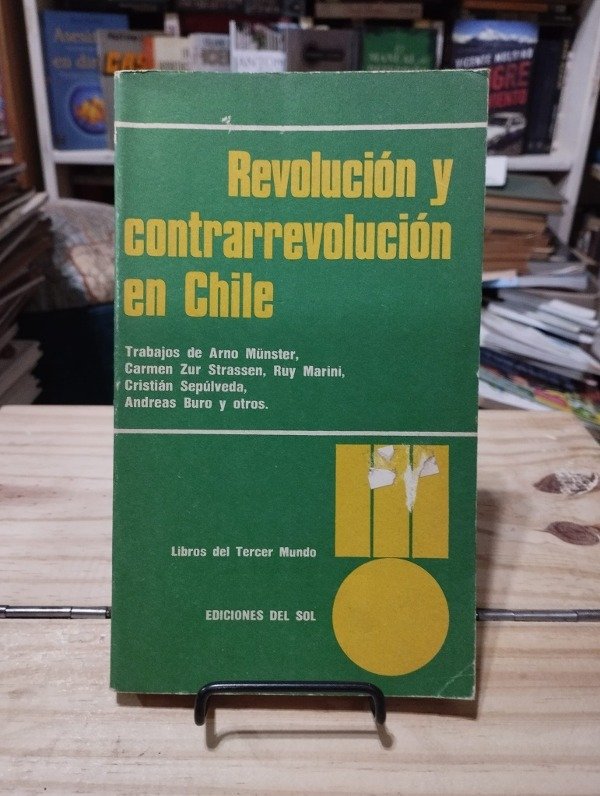 Revolución y
contrarrevolución
en Chile
Trabajos de Arno Münster,
Carmen Zur Strassen, Ruy Marini,
Cristián Sepúlveda,
Andreas Buro y otros.
Libros del Tercer Mundo
EDICIONES DEL SOL